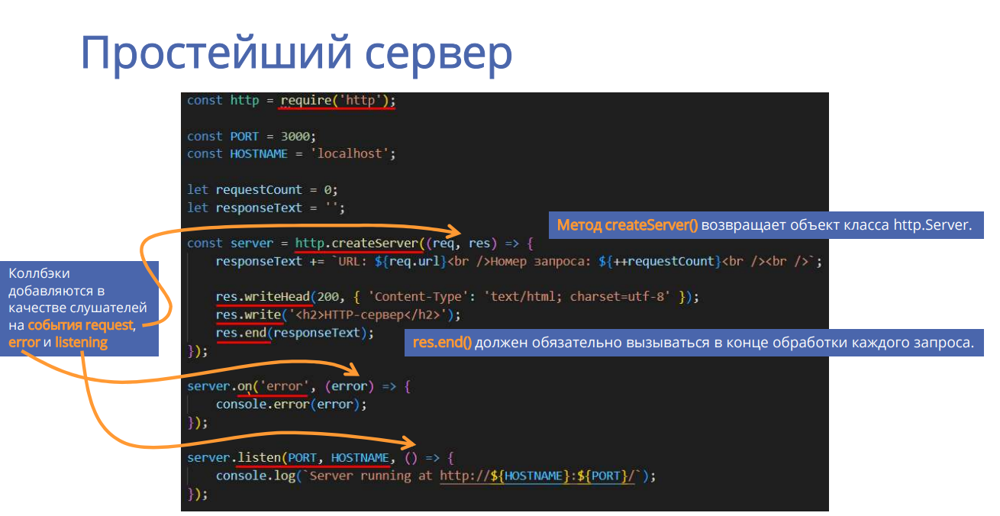 Простейший сервер
const http = require('http');
const PORT = 3000;
const HOSTNAME = 'localhost';
let requestCount = 0;
let responseText = '';
Метод createServer() возвращает объект класса http.Server.
const server = http.createServer((req, res) => {
responseText += `URL: ${req.url}<br />Номер запроса: ${++requestCount}<br /><br />`;
Коллбэки
добавляются в
качестве слушателей
на события request,
error и listening
res.writeHead(200, { 'Content-Type': 'text/html; charset=utf-8' });
res.write('<h2>HTTP-сервер</h2>');
res.end(responseText);
res.end() должен обязательно вызываться в конце обработки каждого запроса.
});
server.on('error', (error) => {
console.error(error);
});
server.listen(PORT, HOSTNAME, () => {
console.log(`Server running at http://${HOSTNAME}:${PORT}/`);
});